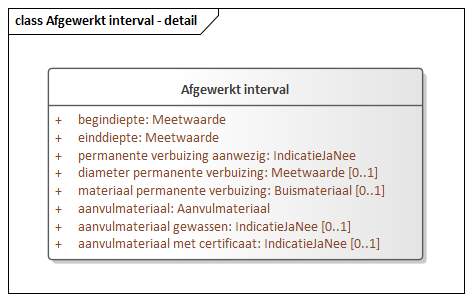 class Afgewerkt interval - detail
Afgewerkt interval
+ begindiepte: Meetwaarde
+ einddiepte: Meetwaarde
+ permanente verbuizing aanwezig: IndicatieJaNee
+ diameter permanente verbuizing: Meetwaarde [0..1]
+ materiaal permanente verbuizing: Buismateriaal [0..1]
+ aanvulmateriaal: Aanvulmateriaal
+ aanvulmateriaal gewassen: IndicatieJaNee [0..1]
+ aanvulmateriaal met certificaat: IndicatieJaNee [0..1]